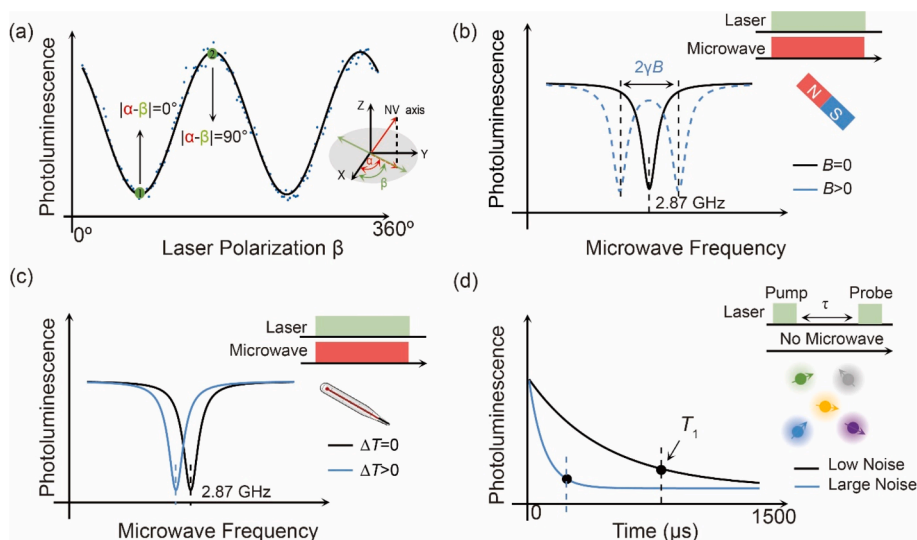 (a)
Photoluminescence
|α-β|=0°
1
2
|α-β|=90°
Z
NV axis
Y
X
α
β
0°
Laser Polarization β
360°
(b)
Laser
Microwave
2γB
N
S
Photoluminescence
B=0
B>0
2.87 GHz
Microwave Frequency
(c)
Laser
Microwave
Photoluminescence
ΔT=0
ΔT>0
2.87 GHz
Microwave Frequency
(d)
Pump
Probe
Laser
τ
No Microwave
Photoluminescence
T1
Low Noise
Large Noise
0
Time (µs)
1500